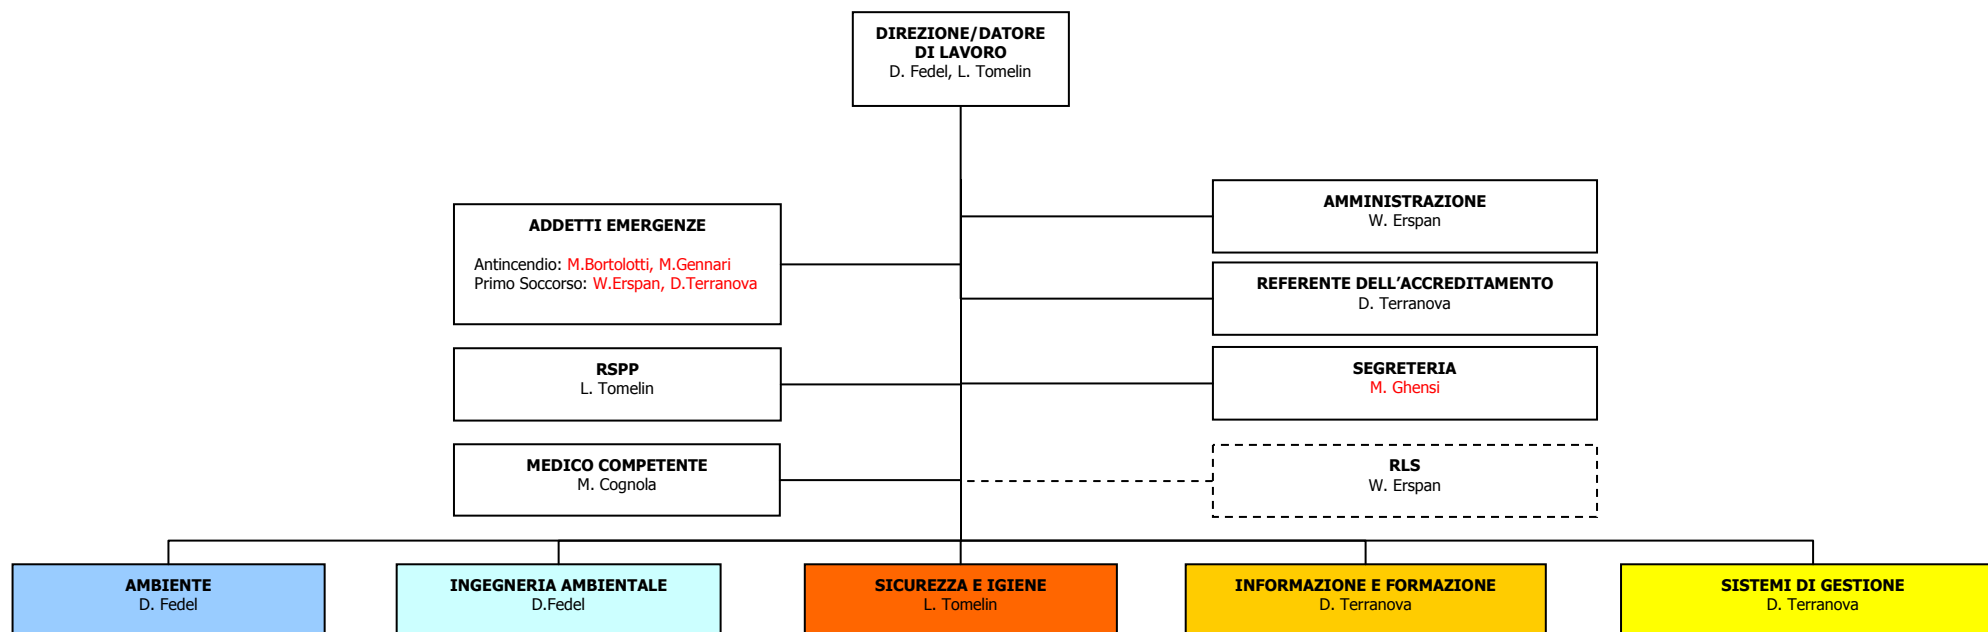 DIREZIONE/DATORE
DI LAVORO
D. Fedel, L. Tomelin
ADDETTI EMERGENZE
Antincendio: M.Bortolotti, M.Gennari
Primo Soccorso: W.Erspan, D.Terranova
AMMINISTRAZIONE
W. Erspan
REFERENTE DELL’ACCREDITAMENTO
D. Terranova
RSPP
L. Tomelin
SEGRETERIA
M. Ghensi
MEDICO COMPETENTE
M. Cognola
RLS
W. Erspan
AMBIENTE
D. Fedel
INGEGNERIA AMBIENTALE
D.Fedel
SICUREZZA E IGIENE
L. Tomelin
INFORMAZIONE E FORMAZIONE
D. Terranova
SISTEMI DI GESTIONE
D. Terranova